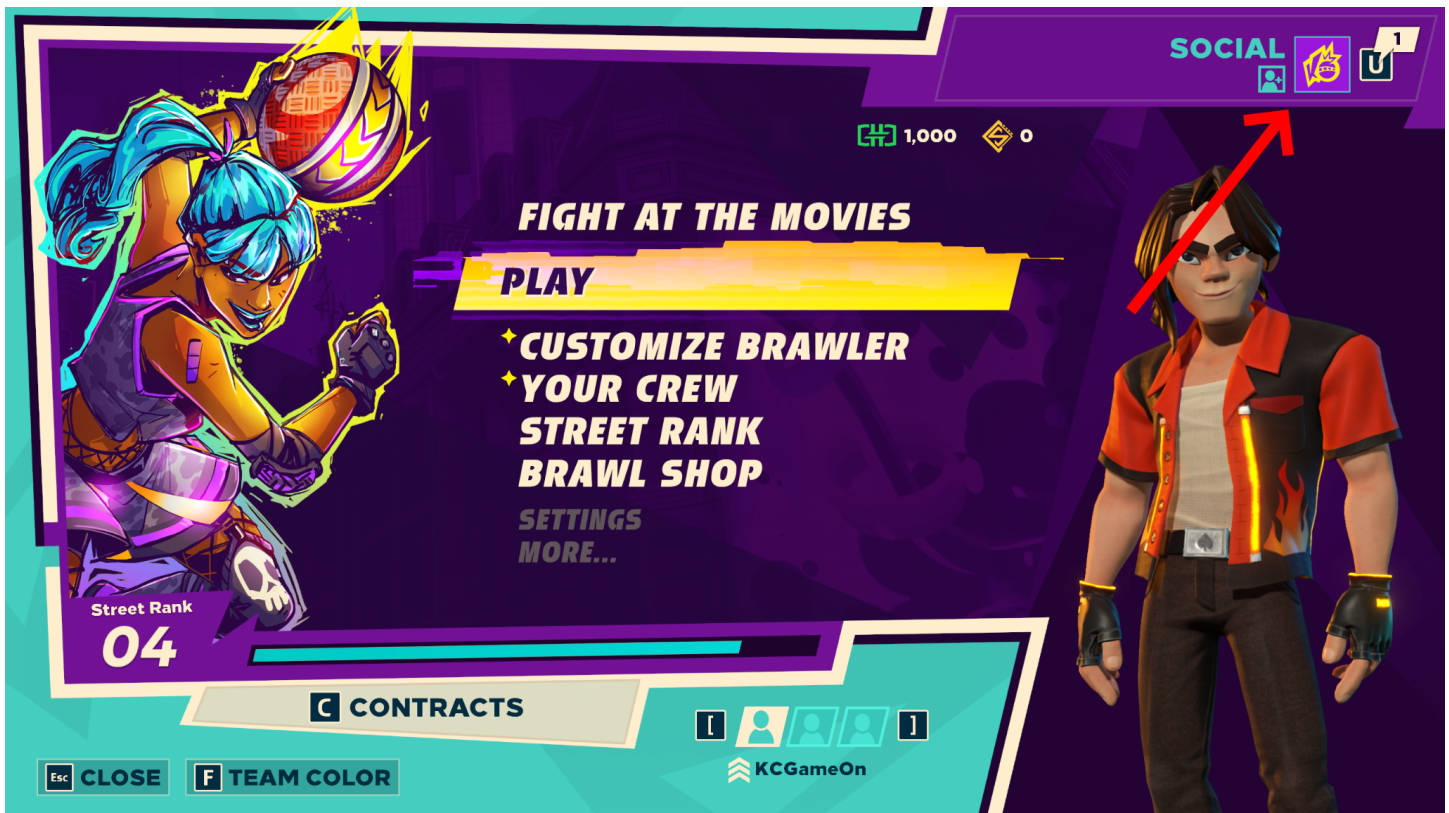 SOCIAL
1
U
1,000
0
FIGHT AT THE MOVIES
PLAY
CUSTOMIZE BRAWLER
YOUR CREW
STREET RANK
BRAWL SHOP
SETTINGS
MORE...
Street Rank
04
C CONTRACTS
[ ]
KCGameOn
Esc CLOSE F TEAM COLOR